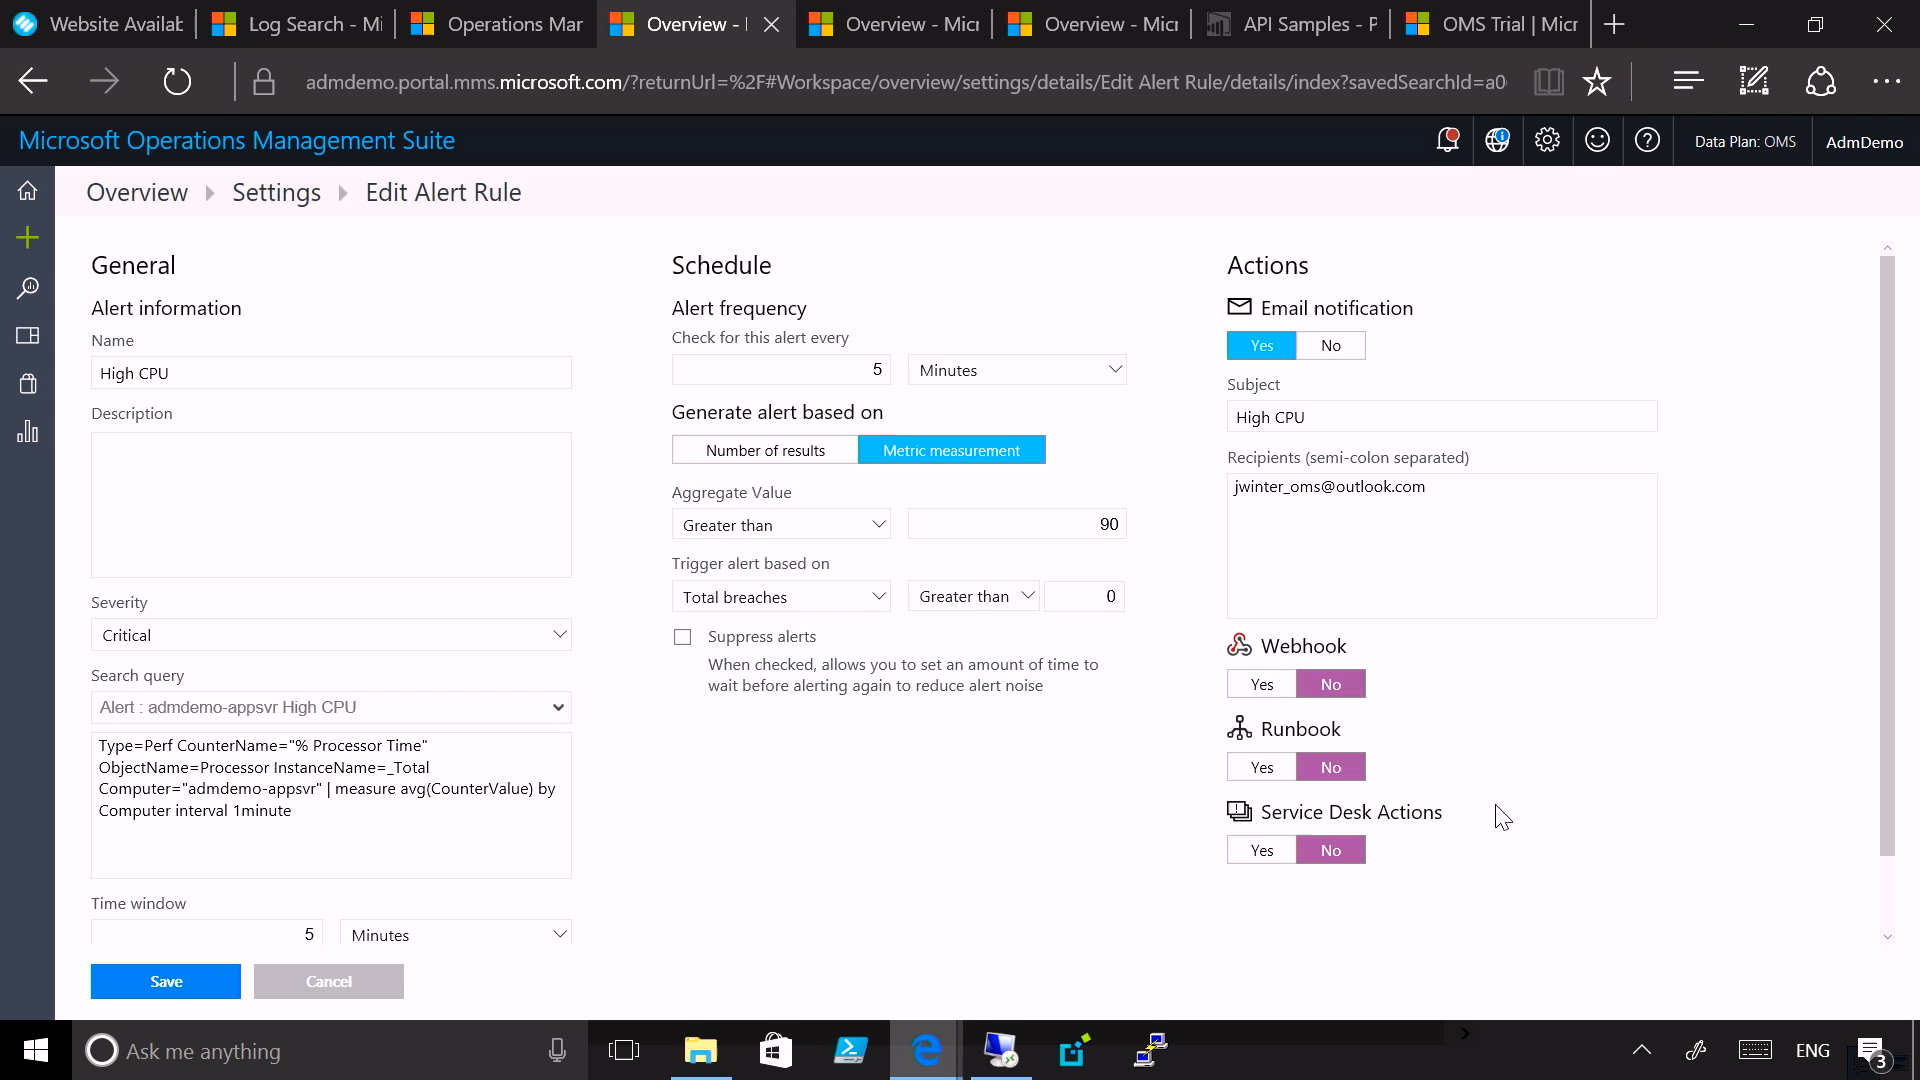 Website Availab
Log Search - Mi
Operations Mar
Overview -
Overview - Micr
Overview - Micr
API Samples - P
OMS Trial | Micr
admdemo.portal.mms.microsoft.com/?returnUrl=%2F#Workspace/overview/settings/details/Edit Alert Rule/details/index?savedSearchId=a0
Microsoft Operations Management Suite
Data Plan: OMS
AdmDemo
Overview
Settings
Edit Alert Rule
General
Alert information
Name
High CPU
Description
Severity
Critical
Search query
Alert : admdemo-appsvr High CPU
Type=Perf CounterName="% Processor Time"
ObjectName=Processor InstanceName=_Total
Computer="admdemo-appsvr" | measure avg(CounterValue) by
Computer interval 1minute
Time window
5
Minutes
Save
Cancel
Schedule
Alert frequency
Check for this alert every
5
Minutes
Generate alert based on
Number of results
Metric measurement
Aggregate Value
Greater than
90
Trigger alert based on
Total breaches
Greater than
0
Suppress alerts
When checked, allows you to set an amount of time to
wait before alerting again to reduce alert noise
Actions
Email notification
Yes
No
Subject
High CPU
Recipients (semi-colon separated)
jwinter_oms@outlook.com
Webhook
Yes
No
Runbook
Yes
No
Service Desk Actions
Yes
No
Ask me anything
ENG
3